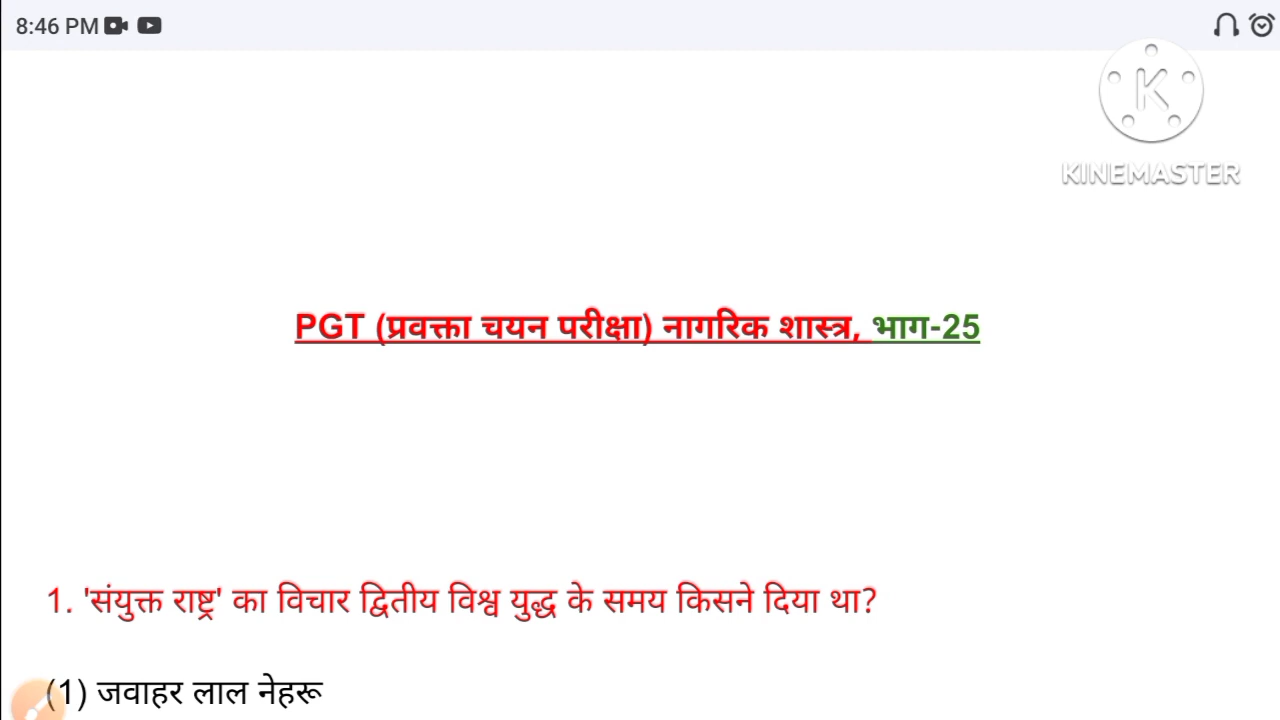 8:46 PM
K
KINEMASTER
PGT (प्रवक्ता चयन परीक्षा) नागरिक शास्त्र, भाग-25
1. 'संयुक्त राष्ट्र' का विचार द्वितीय विश्व युद्ध के समय किसने दिया था?
(1) जवाहर लाल नेहरू